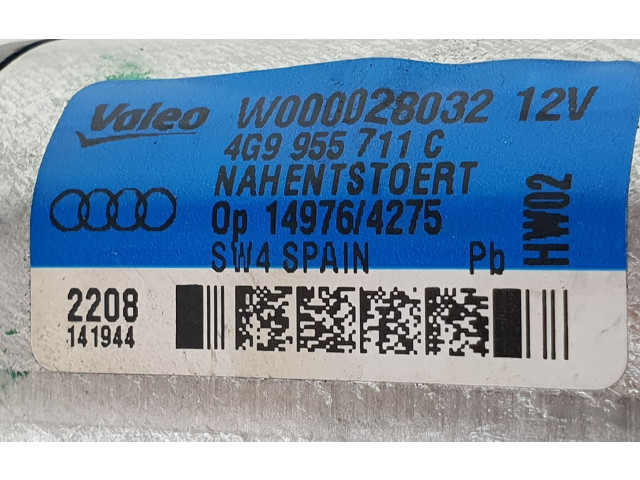 Valeo W000028032 12V
4G9 955 711 C
NAHENTSTOERT
Op 14976/4275
SW4 SPAIN Pb
HW02
2208
141944